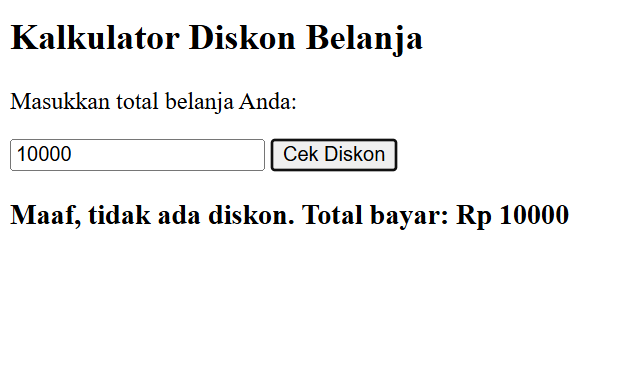 Kalkulator Diskon Belanja
Masukkan total belanja Anda:
10000 Cek Diskon
Maaf, tidak ada diskon. Total bayar: Rp 10000